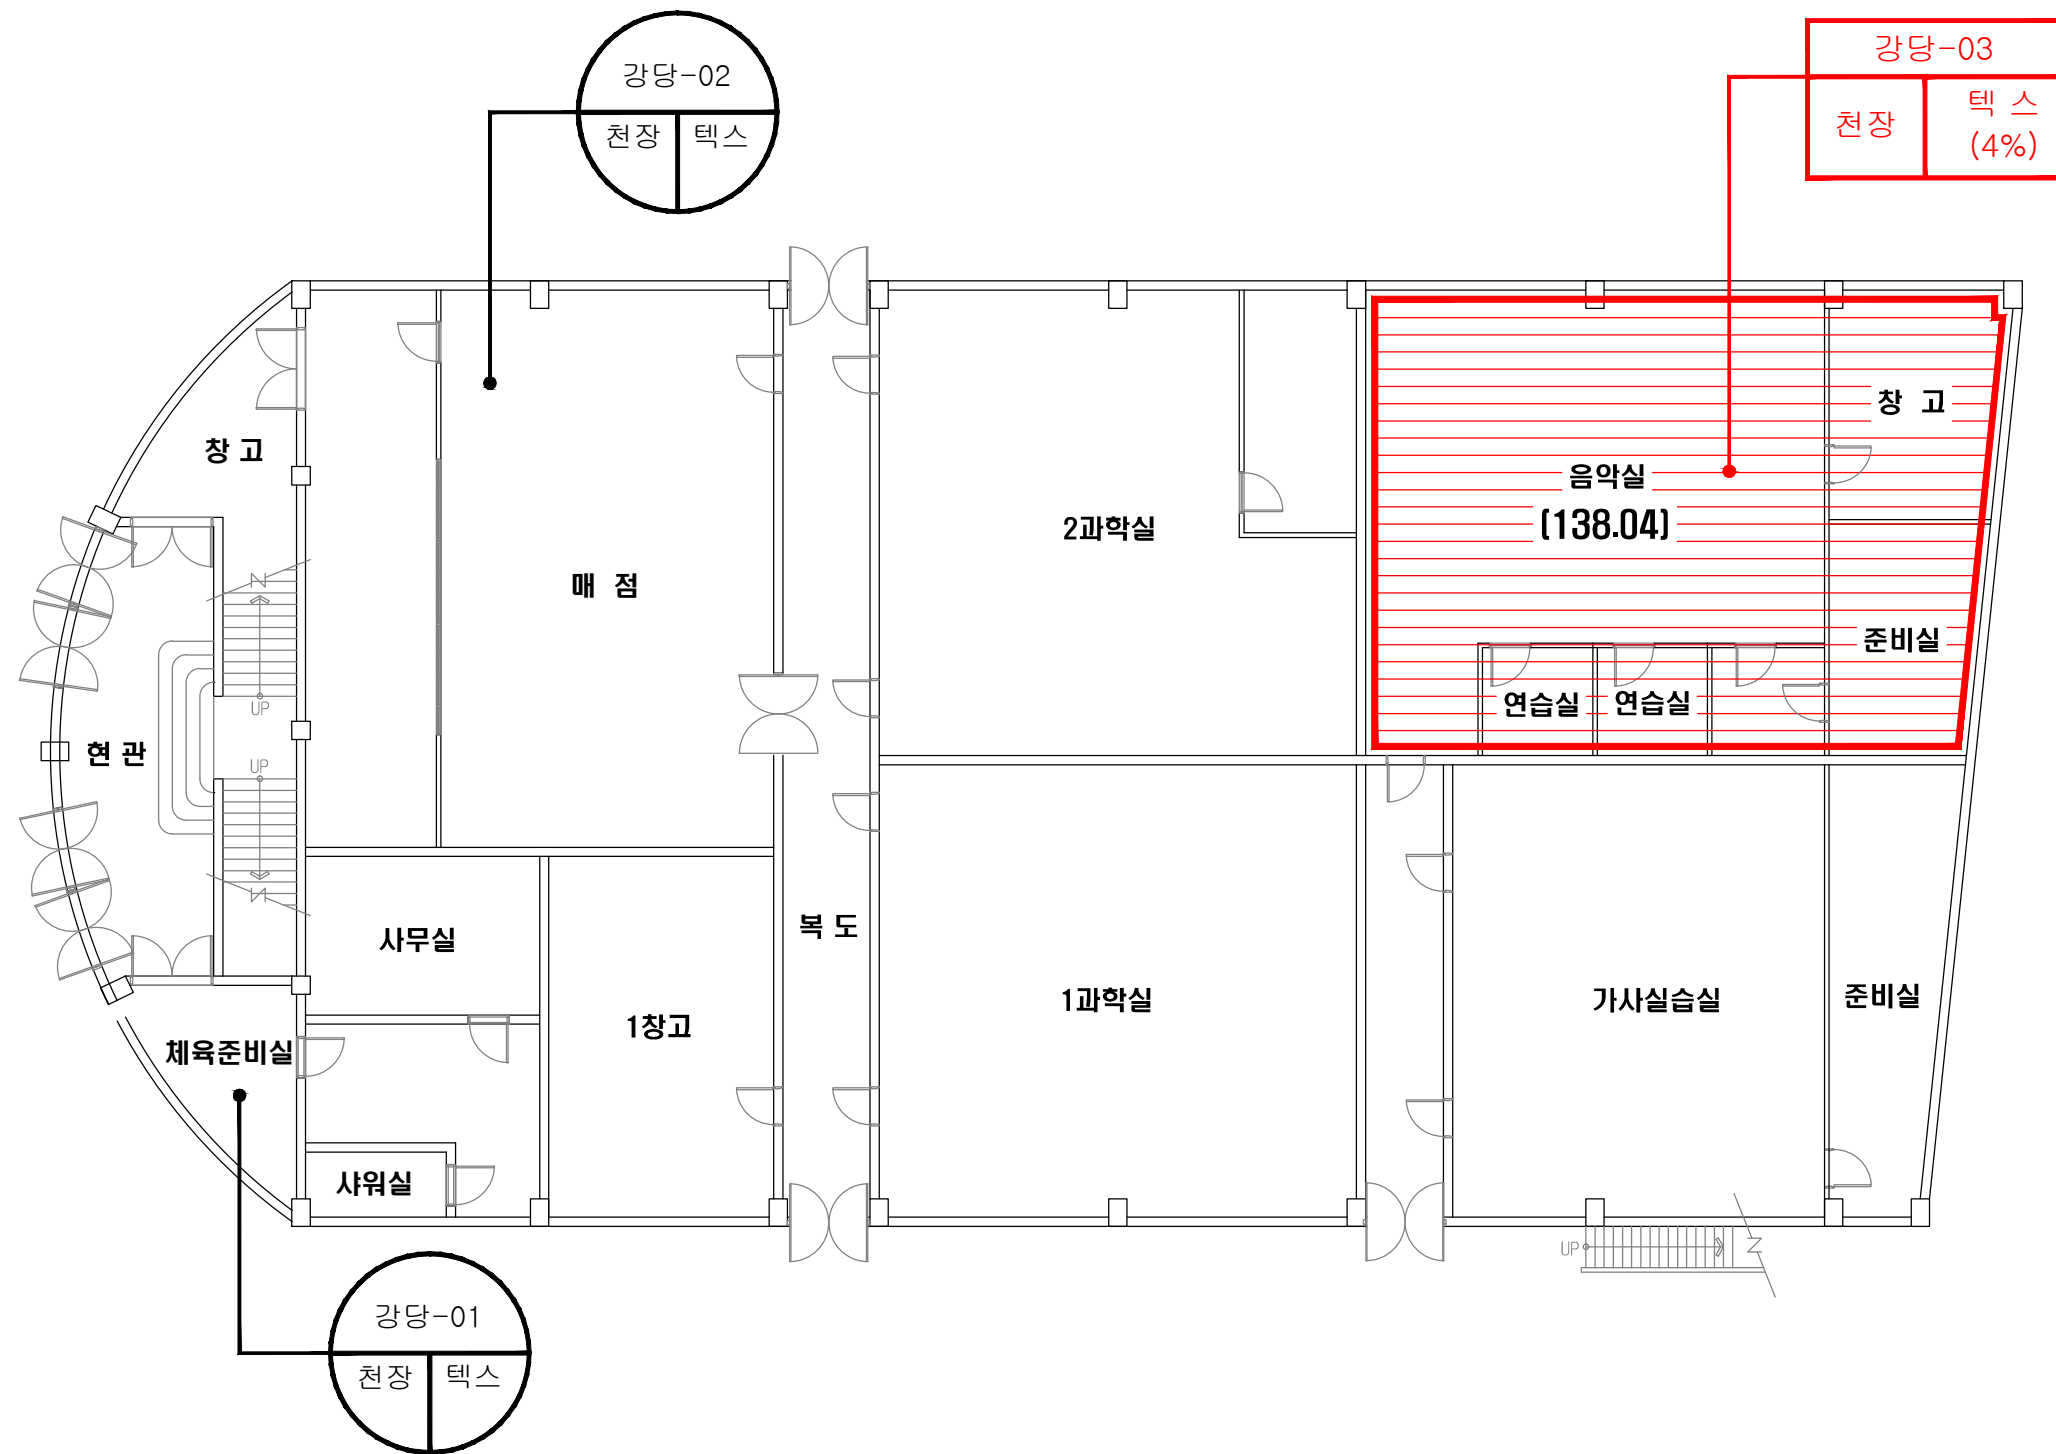 강당-02
천장 텍스
강당-03
천장 텍 스
(4%)
창 고
창 고
음악실
(138.04)
2과학실
매 점
준비실
연습실 연습실
UP
현 관
UP
사무실
복 도
1과학실
가사실습실
준비실
1창고
체육준비실
샤워실
UP
강당-01
천장 텍스